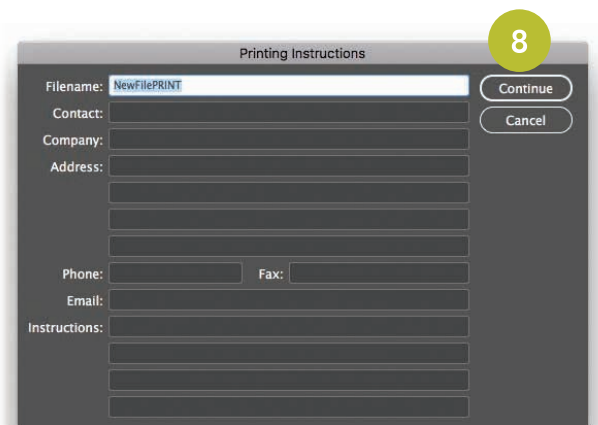 8
Printing Instructions
Filename: NewFilePRINT Continue
Contact: Cancel
Company:
Address:
Phone: Fax:
Email:
Instructions: